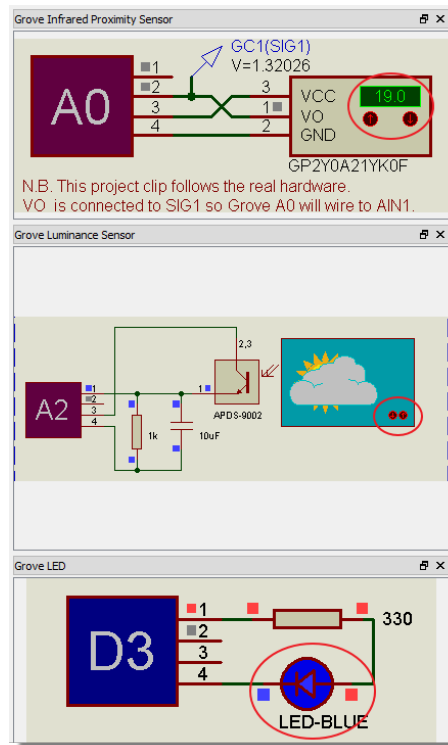 Grove Infrared Proximity Sensor
GC1(SIG1)
V=1.32026
A0
1
2
3
4
3
1
2
VCC
VO
GND
19.0
GP2Y0A21YK0F
N.B. This project clip follows the real hardware.
VO is connected to SIG1 so Grove A0 will wire to AIN1.
Grove Luminance Sensor
2,3
A2
1
2
3
4
1
APDS-9002
1k
10uF
Grove LED
D3
1
2
3
4
330
LED-BLUE